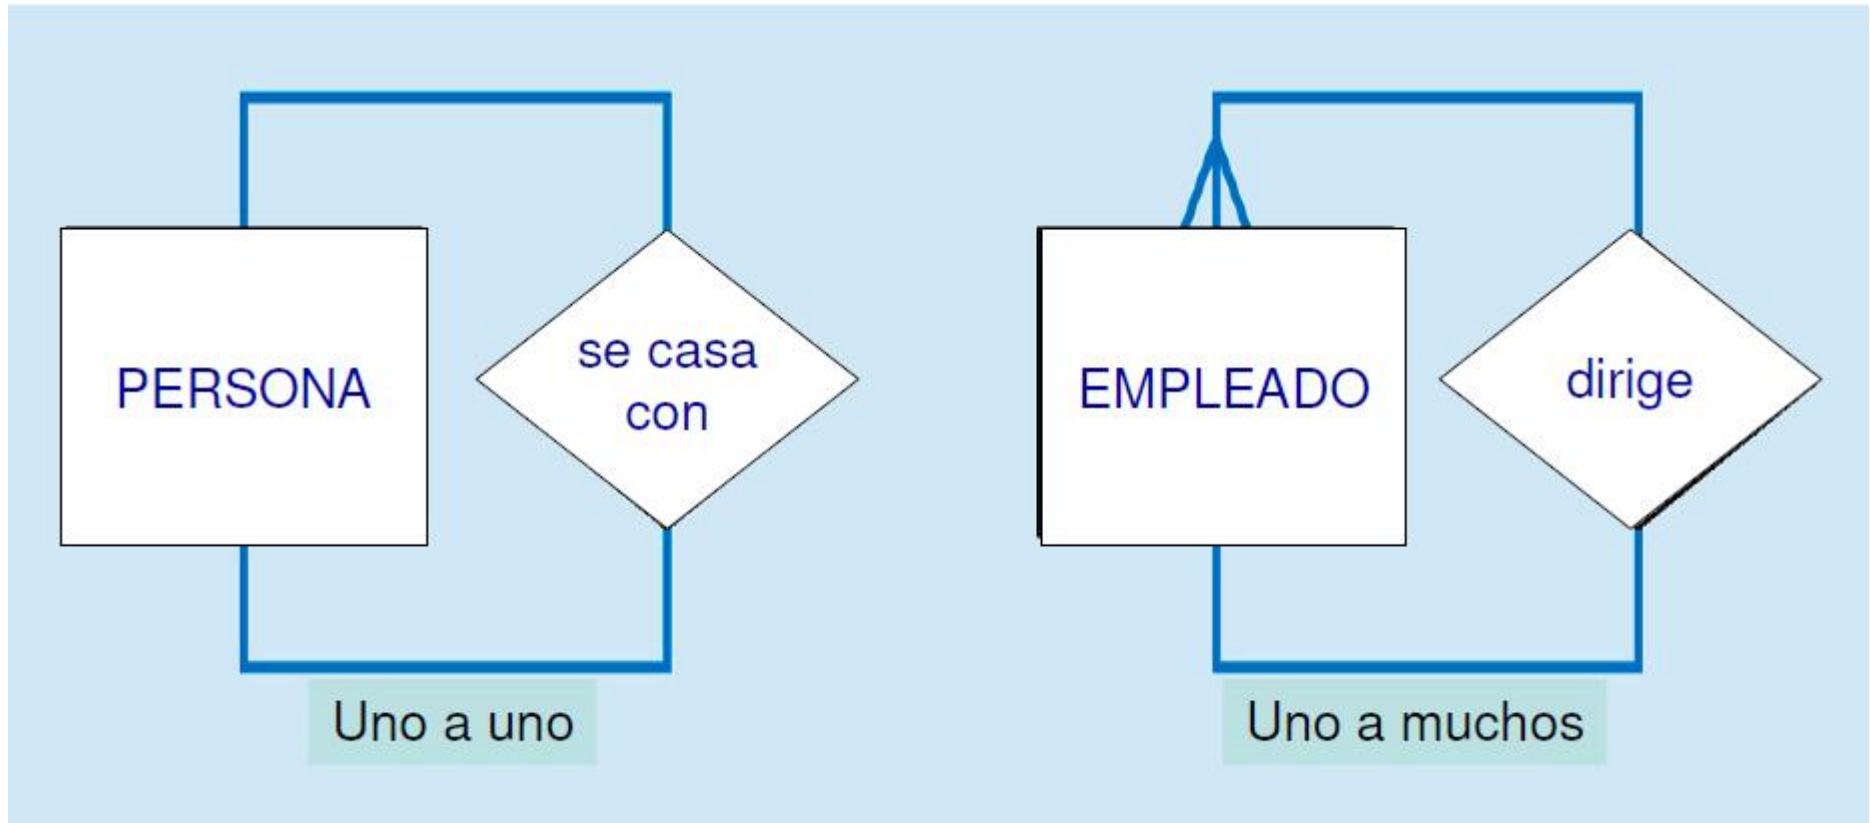 PERSONA
se casa
con
Uno a uno
EMPLEADO
dirige
Uno a muchos